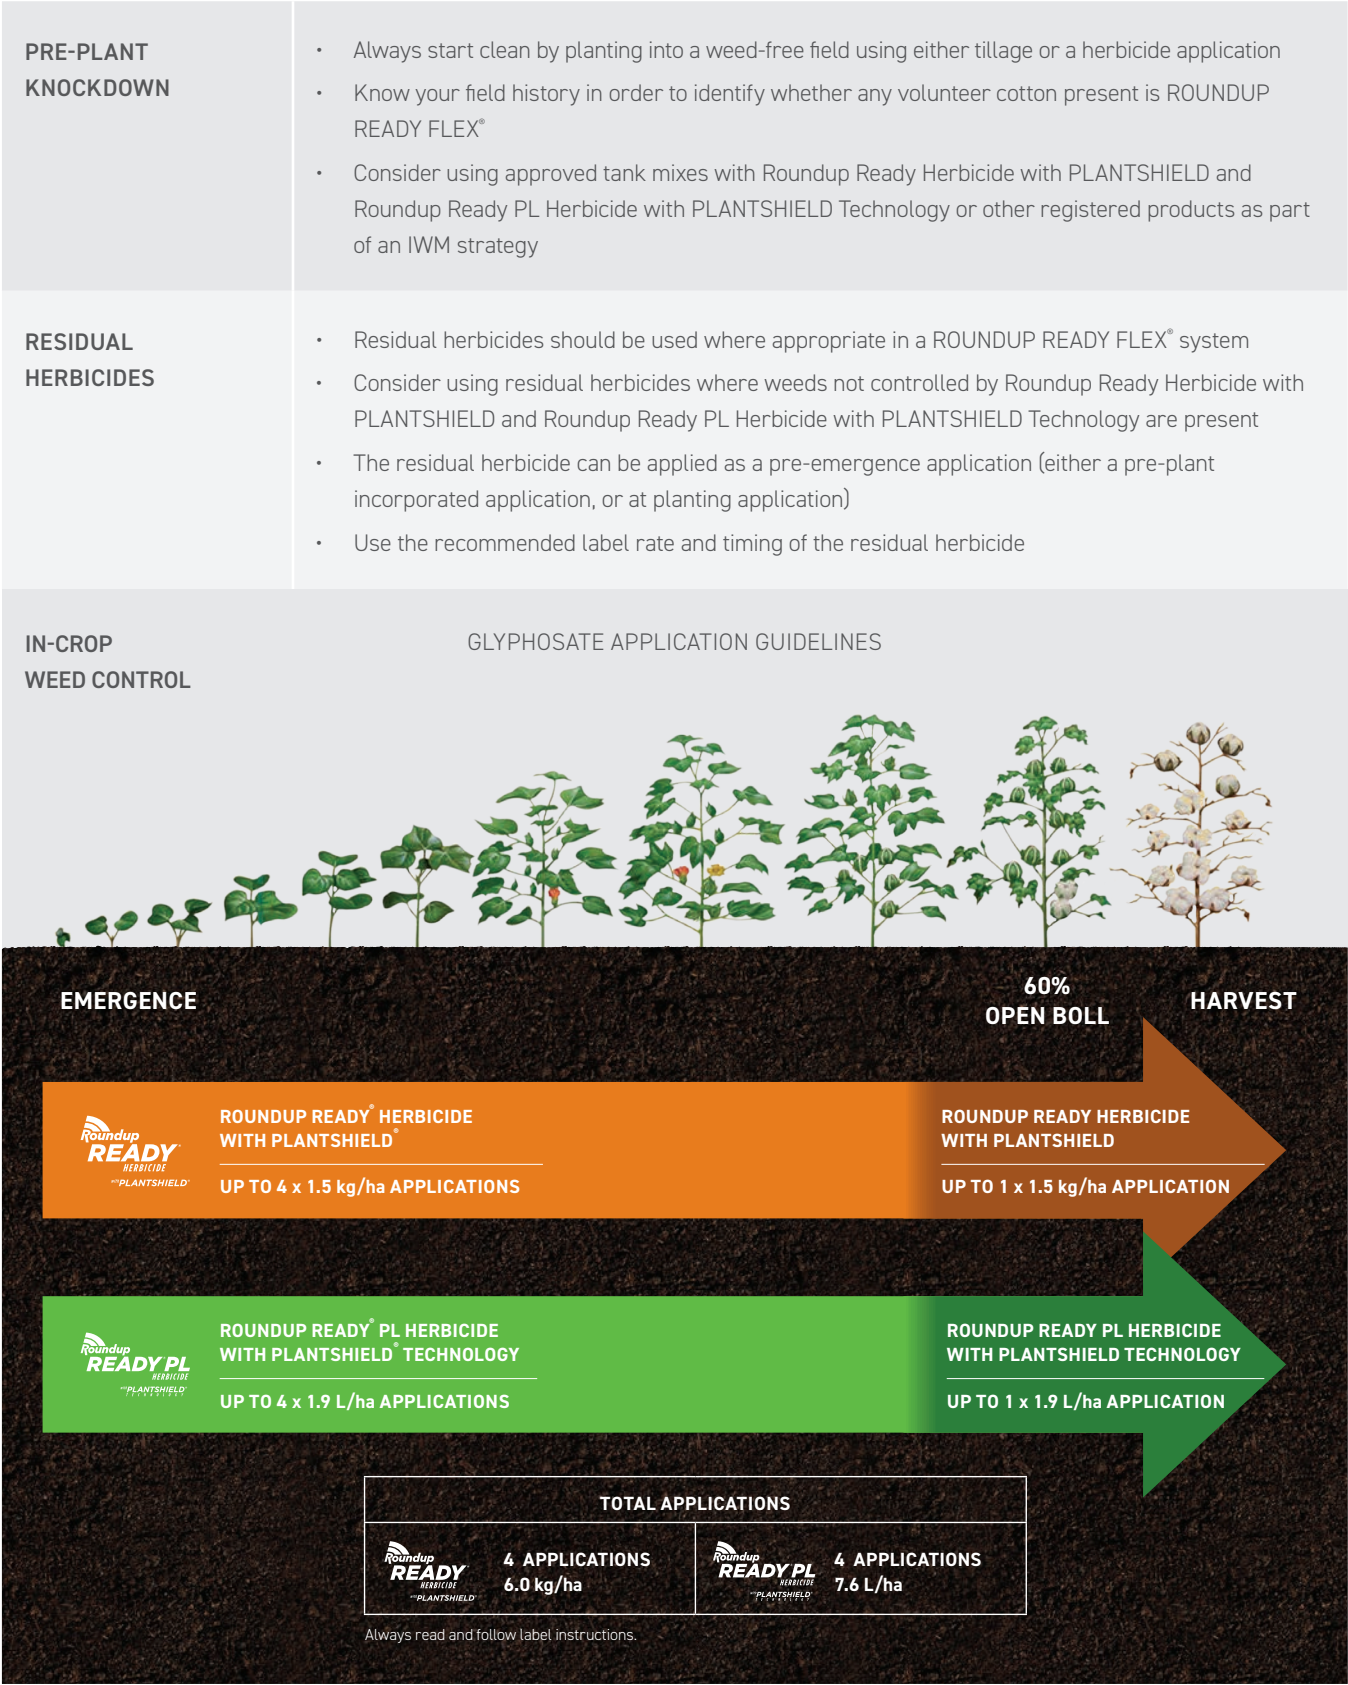 PRE-PLANT
KNOCKDOWN
• Always start clean by planting into a weed-free field using either tillage or a herbicide application
• Know your field history in order to identify whether any volunteer cotton present is ROUNDUP
READY FLEX®
• Consider using approved tank mixes with Roundup Ready Herbicide with PLANTSHIELD and
Roundup Ready PL Herbicide with PLANTSHIELD Technology or other registered products as part
of an IWM strategy
RESIDUAL
HERBICIDES
• Residual herbicides should be used where appropriate in a ROUNDUP READY FLEX® system
• Consider using residual herbicides where weeds not controlled by Roundup Ready Herbicide with
PLANTSHIELD and Roundup Ready PL Herbicide with PLANTSHIELD Technology are present
• The residual herbicide can be applied as a pre-emergence application (either a pre-plant
incorporated application, or at planting application)
• Use the recommended label rate and timing of the residual herbicide
IN-CROP
WEED CONTROL
GLYPHOSATE APPLICATION GUIDELINES
EMERGENCE
60%
OPEN BOLL
HARVEST
Roundup
READY®
HERBICIDE
WITH PLANTSHIELD®
ROUNDUP READY® HERBICIDE
WITH PLANTSHIELD®
UP TO 4 x 1.5 kg/ha APPLICATIONS
ROUNDUP READY HERBICIDE
WITH PLANTSHIELD
UP TO 1 x 1.5 kg/ha APPLICATION
Roundup
READY® PL
HERBICIDE
WITH PLANTSHIELD®
TECHNOLOGY
ROUNDUP READY® PL HERBICIDE
WITH PLANTSHIELD® TECHNOLOGY
UP TO 4 x 1.9 L/ha APPLICATIONS
ROUNDUP READY PL HERBICIDE
WITH PLANTSHIELD TECHNOLOGY
UP TO 1 x 1.9 L/ha APPLICATION
TOTAL APPLICATIONS
Roundup
READY®
HERBICIDE
WITH PLANTSHIELD®
4 APPLICATIONS
6.0 kg/ha
Roundup
READY® PL
HERBICIDE
WITH PLANTSHIELD®
TECHNOLOGY
4 APPLICATIONS
7.6 L/ha
Always read and follow label instructions.